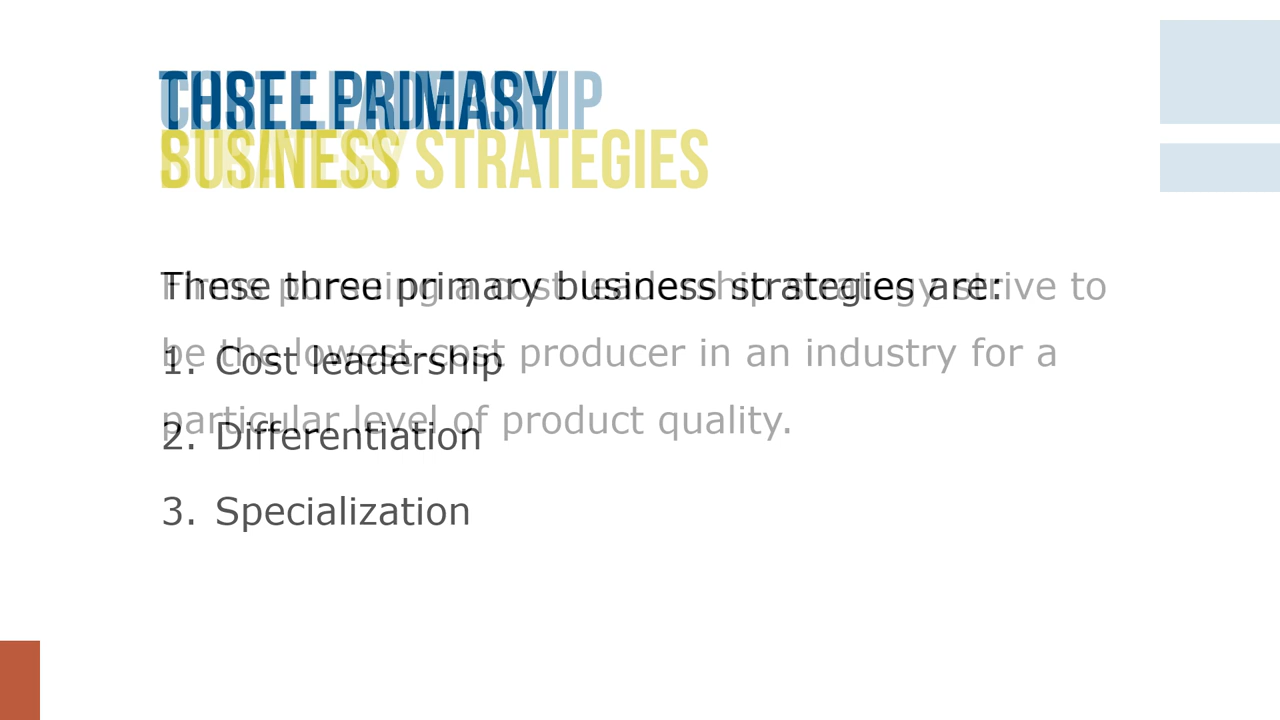 THREE PRIMARY
BUSINESS STRATEGIES
These three primary business strategies are:
1. Cost leadership
2. Differentiation
3. Specialization
COST LEADERSHIP
STRATEGY
Firms pursuing a cost leadership strategy strive to
be the lowest cost producer in an industry for a
particular level of product quality.